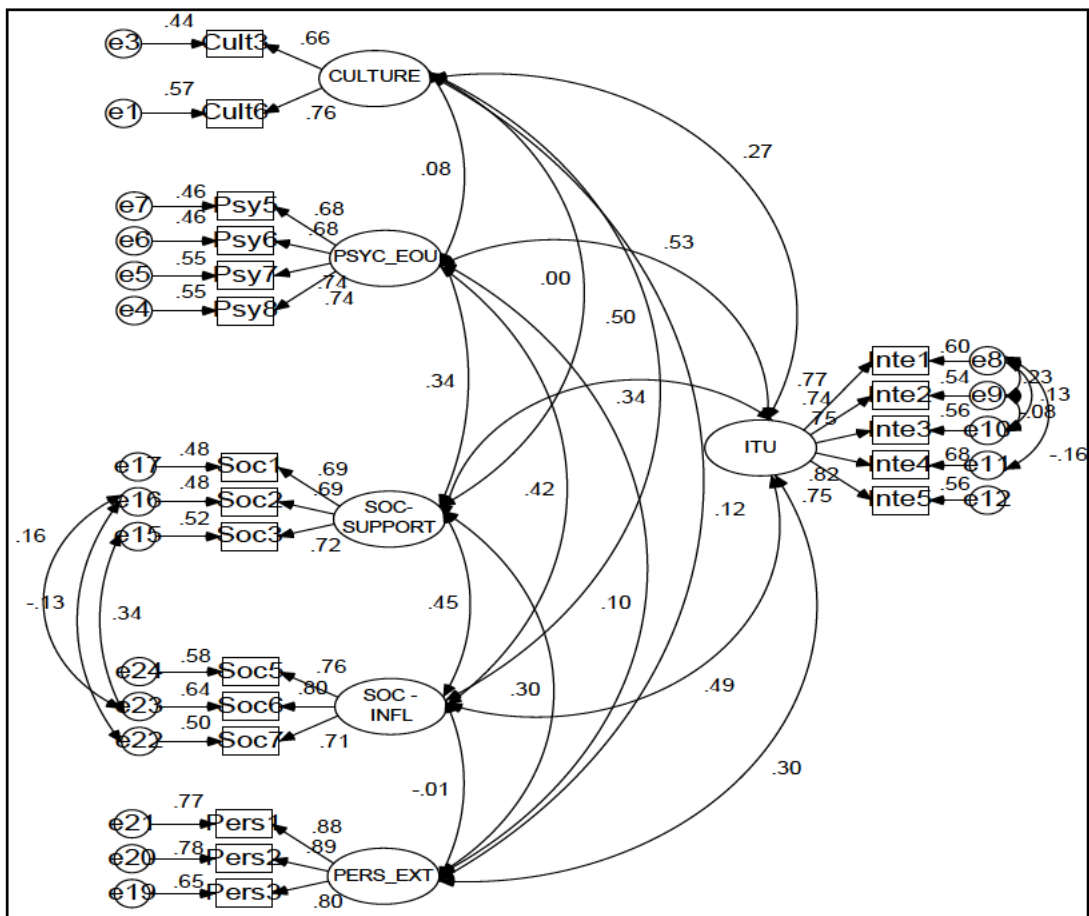 .44
e3
Cult3
.66
CULTURE
.57
e1
Cult6
.76
.27
.08
.46
e7
Psy5
.68
.46
e6
Psy6
.68
PSYC_EOU
.53
.55
e5
Psy7
.74
.00
.55
e4
Psy8
.74
.50
.60
Inte1
e8
.77
.23
.34
.34
.54
Inte2
e9
.13
.74
.75
-.08
.56
Inte3
e10
ITU
.68
Inte4
e11
-.16
.82
.56
Inte5
e12
.75
.48
e17
Soc1
.69
.48
e16
Soc2
.69
SOC-
SUPPORT
.42
.52
e15
Soc3
.72
.12
.16
-.13
.34
.45
.10
.58
e24
Soc5
.76
.64
e23
Soc6
.80
SOC -
INFL
.30
.49
.50
e22
Soc7
.71
.30
-.01
.77
e21
Pers1
.88
.78
e20
Pers2
.89
PERS_EXT
.65
e19
Pers3
.80